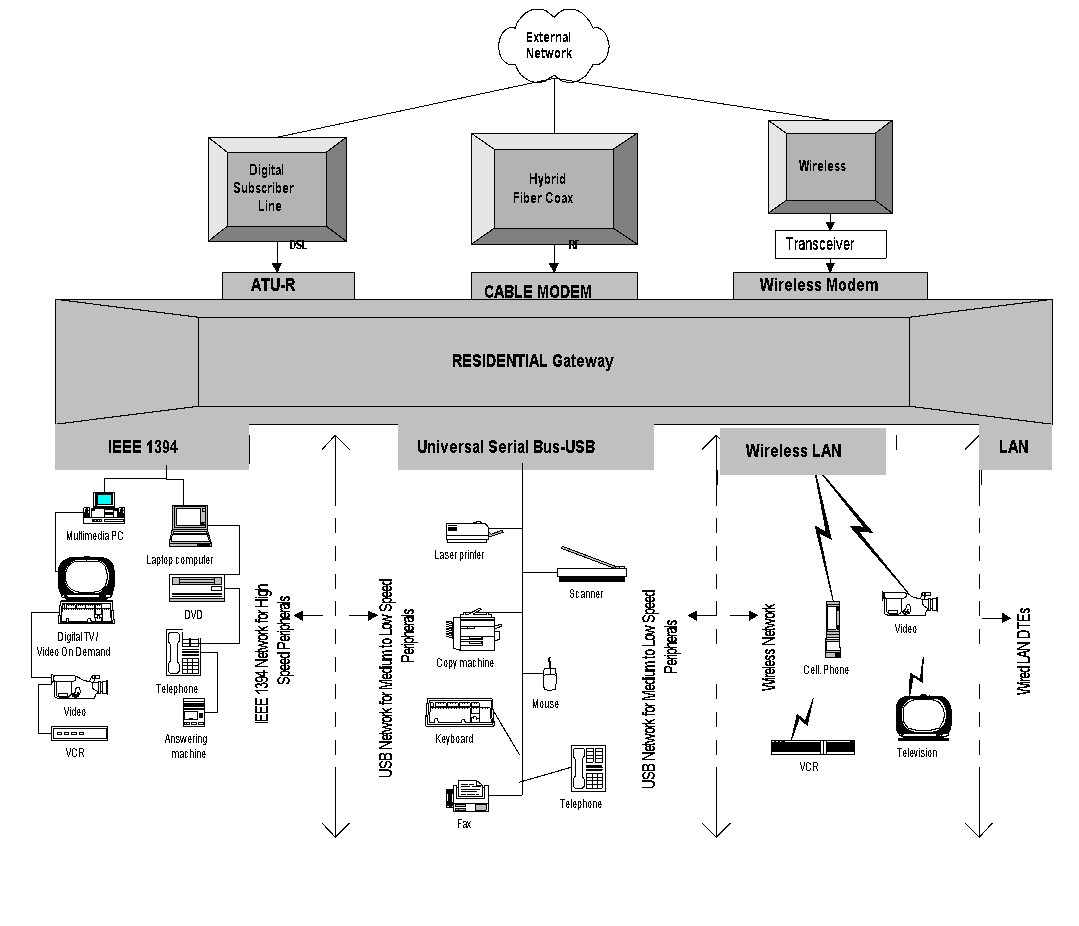 External
Network
Digital
Subscriber
Line
Hybrid
Fiber Coax
Wireless
DSL
RF
Transceiver
ATU-R
CABLE MODEM
Wireless Modem
RESIDENTIAL Gateway
IEEE 1394
Universal Serial Bus-USB
Wireless LAN
LAN
Multimedia PC
Laptop computer
DVD
Digital TV/
Video On Demand
Telephone
Video
Answering
machine
VCR
IEEE 1394 Network for High
Speed Peripherals
USB Network for Medium to Low Speed
Peripherals
Laser printer
Scanner
Copy machine
Mouse
Keyboard
Telephone
Fax
USB Network for Medium to Low Speed
Peripherals
Wireless Network
Cell. Phone
Video
VCR
Television
Wired LAN DTEs